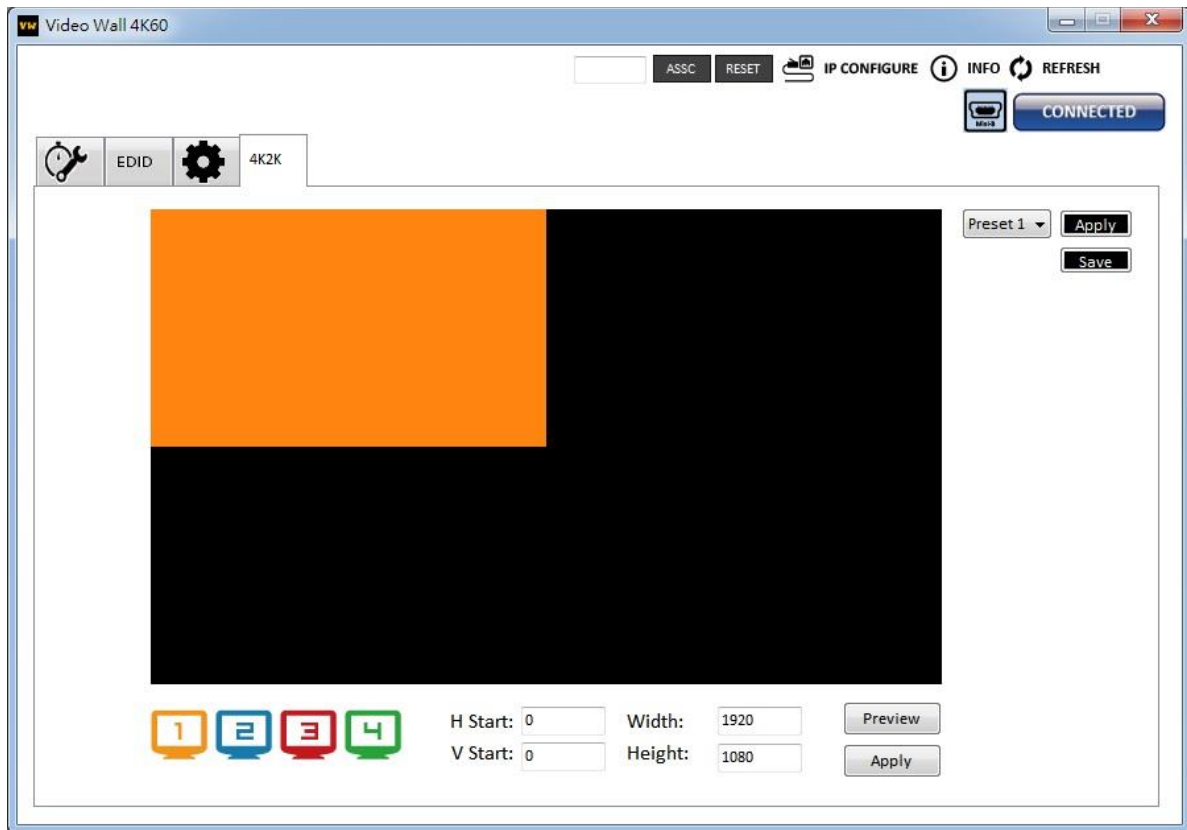 VW Video Wall 4K60
ASSC RESET IP CONFIGURE i INFO REFRESH
Mini-B CONNECTED
EDID 4K2K
Preset 1 Apply
Save
1 2 3 4
H Start: 0 Width: 1920 Preview
V Start: 0 Height: 1080 Apply